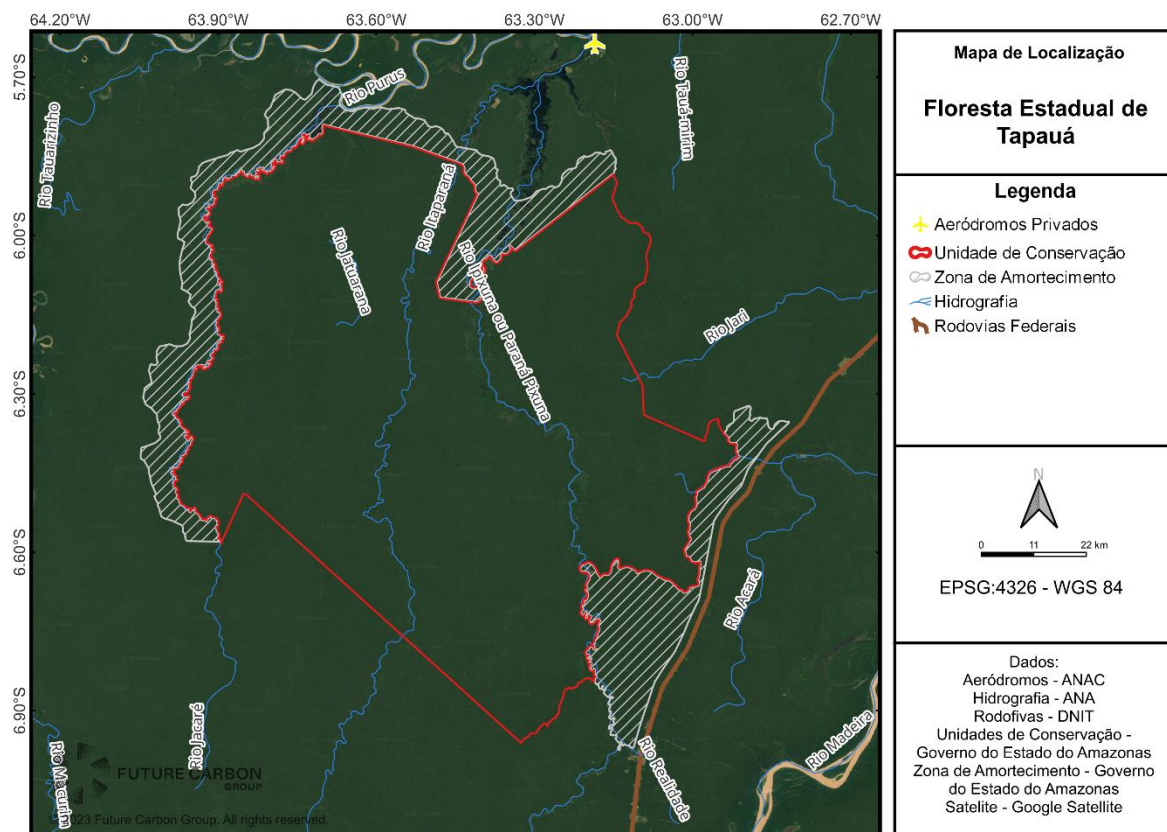 64.20°W 63.90°W 63.60°W 63.30°W 63.00°W 62.70°W
5.70°S
6.00°S
6.30°S
6.60°S
6.90°S
Rio Purus
Rio Tauarizinho
Rio Tauá-mirim
Rio Itaparaná
Rio Jatuarana
Rio Ipixuna ou Paraná Pixuna
Rio Jari
Rio Acará
Rio Jacaré
Rio Macurim
Rio Realidade
Rio Madeira
FUTURE CARBON
GROUP
© 2023 Future Carbon Group. All rights reserved.
Mapa de Localização
Floresta Estadual de
Tapauá
Legenda
Aeródromos Privados
Unidade de Conservação
Zona de Amortecimento
Hidrografia
Rodovias Federais
N
0 11 22 km
EPSG:4326 - WGS 84
Dados:
Aeródromos - ANAC
Hidrografia - ANA
Rodofivas - DNIT
Unidades de Conservação -
Governo do Estado do Amazonas
Zona de Amortecimento - Governo
do Estado do Amazonas
Satelite - Google Satellite